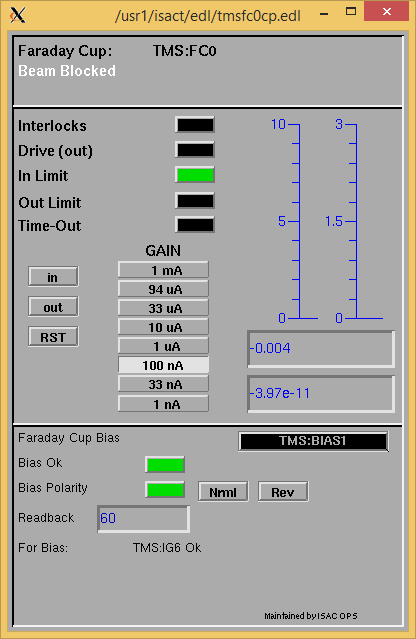 /usr1/isact/edl/tmsfc0cp.edl
Faraday Cup: TMS:FC0
Beam Blocked
Interlocks
Drive (out)
In Limit
Out Limit
Time-Out
10 3
5 1.5
0 0
GAIN
1 mA
94 uA
33 uA
10 uA
1 uA
100 nA
33 nA
1 nA
in
out
RST
-0.004
-3.97e-11
Faraday Cup Bias TMS:BIAS1
Bias Ok
Bias Polarity Nrml Rev
Readback 60
For Bias: TMS:IG6 Ok
Maintained by ISAC OPS